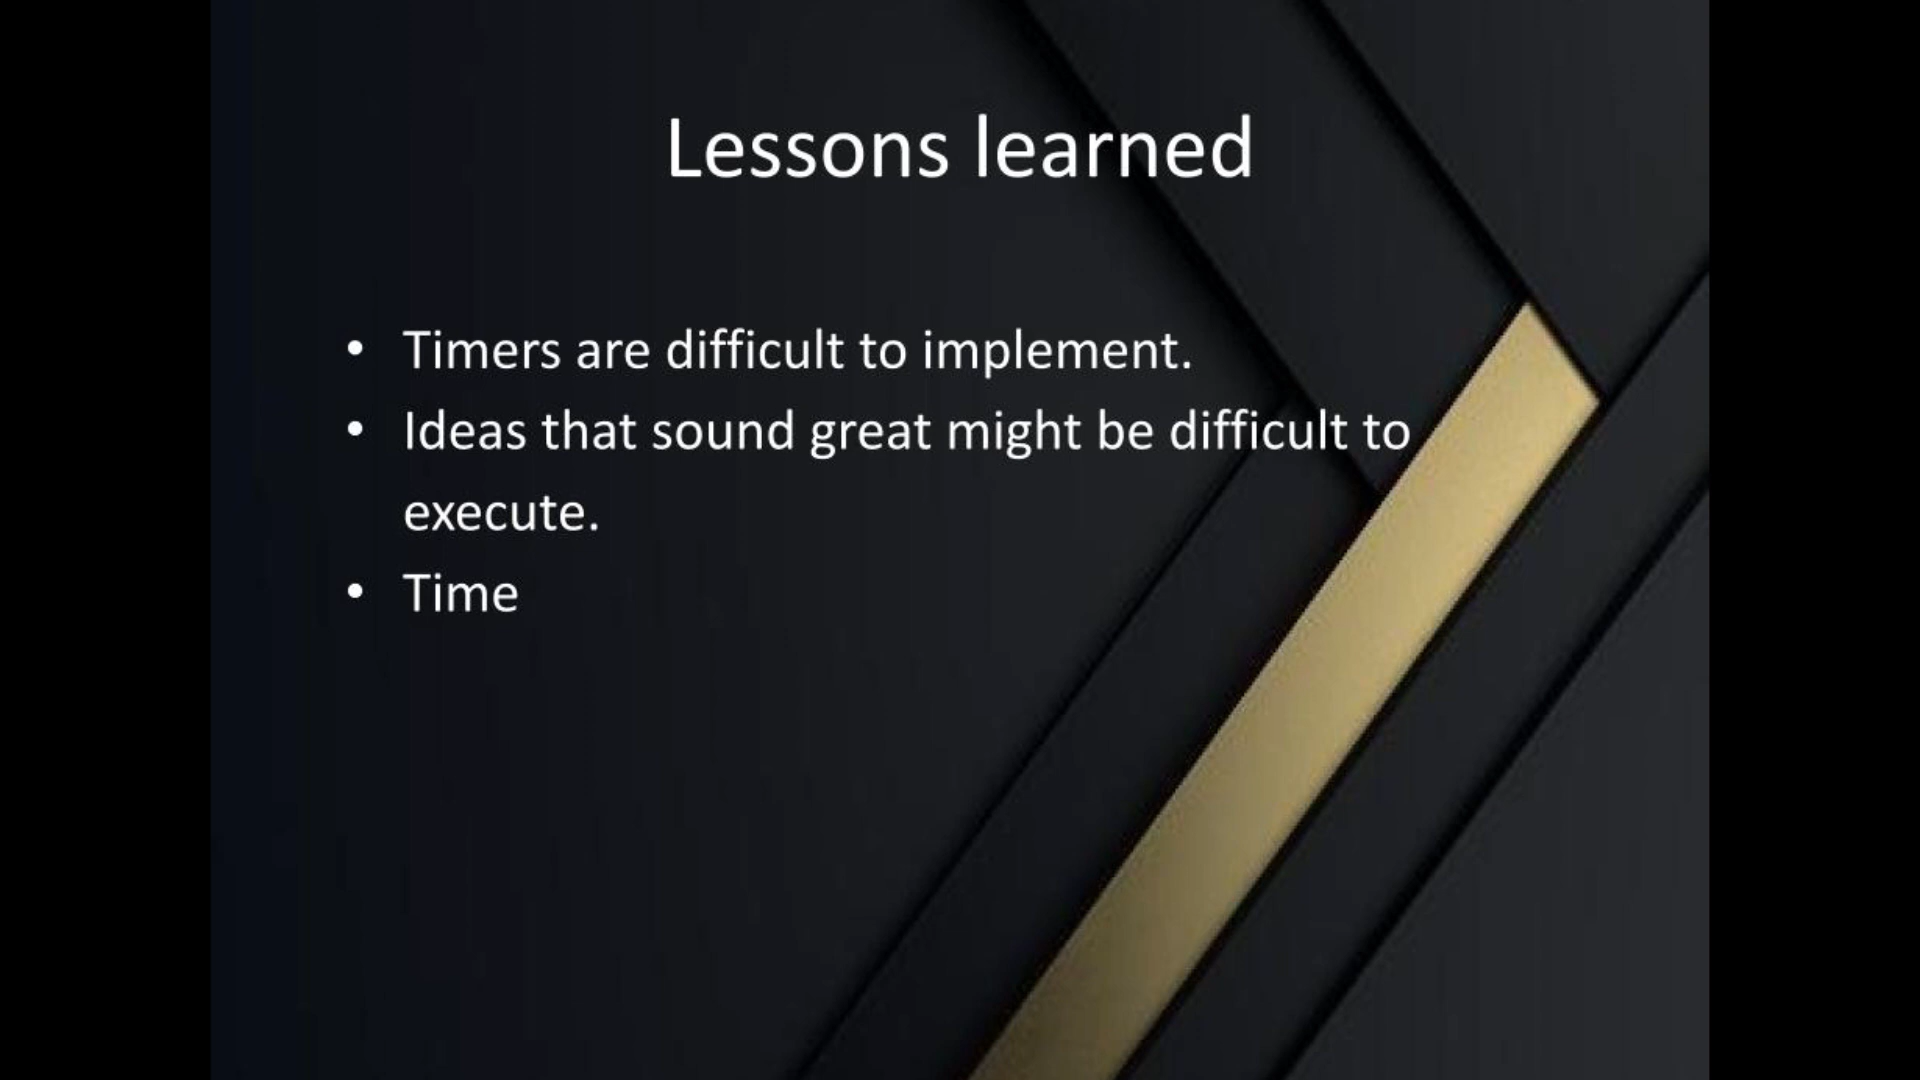 Lessons learned
• Timers are difficult to implement.
• Ideas that sound great might be difficult to
execute.
• Time